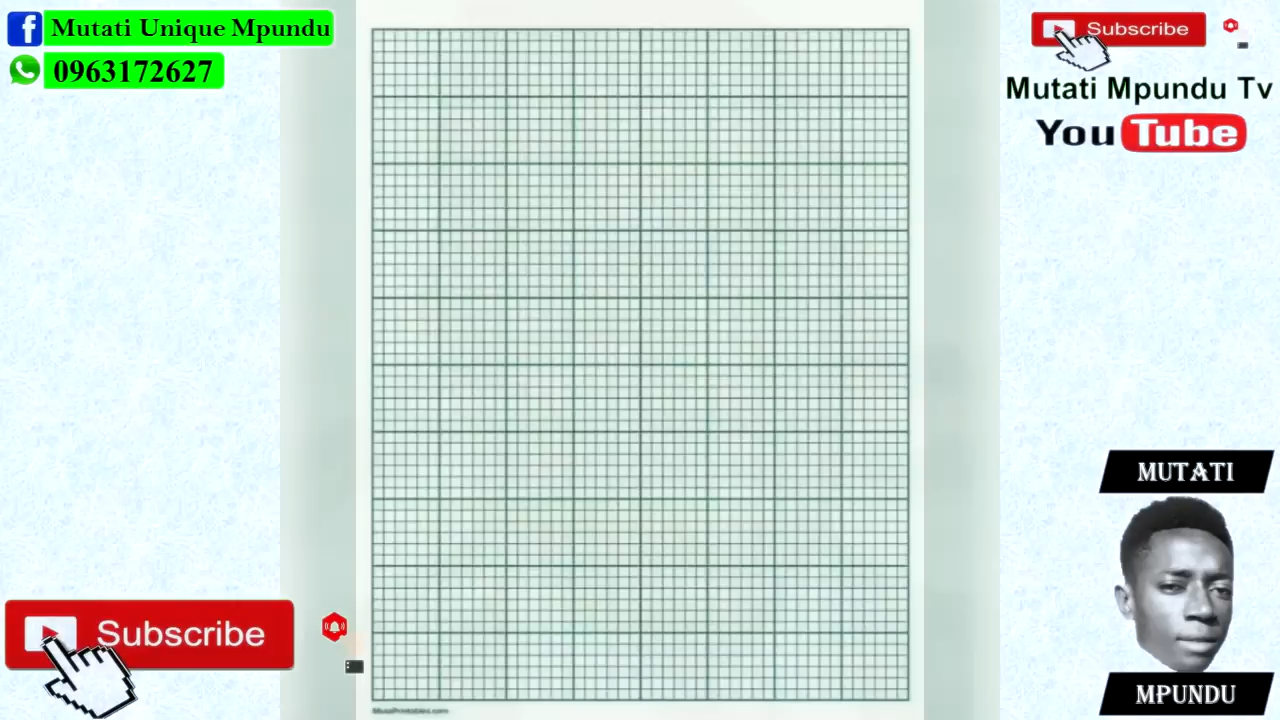 Mutati Unique Mpundu
0963172627
Subscribe
Mutati Mpundu Tv
YouTube
MUTATI
MPUNDU
Subscribe